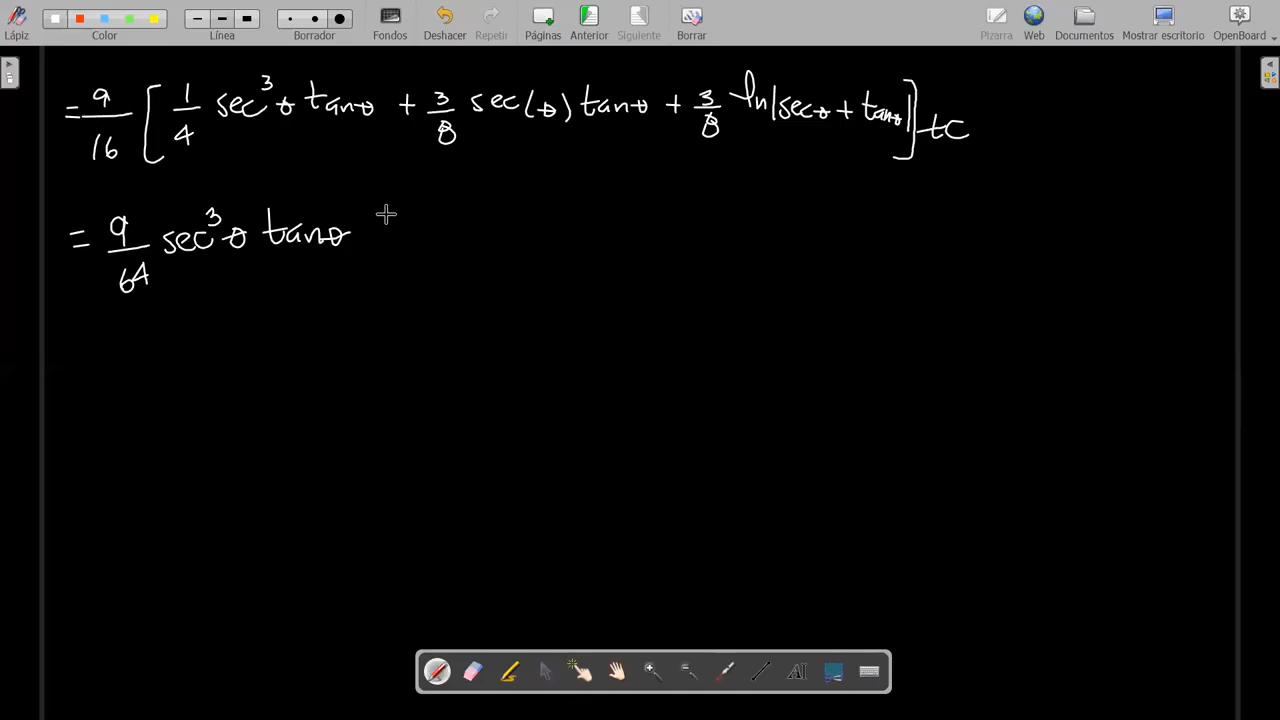 Lápiz Color Línea Borrador Fondos Deshacer Repetir Páginas Anterior Siguiente Borrar Pizarra Web Documentos Mostrar escritorio OpenBoard
= 9/16 [ 1/4 sec³θ tanθ + 3/8 sec(θ) tanθ + 3/8 ln|secθ + tanθ| ] + C
= 9/64 sec³θ tanθ
AI